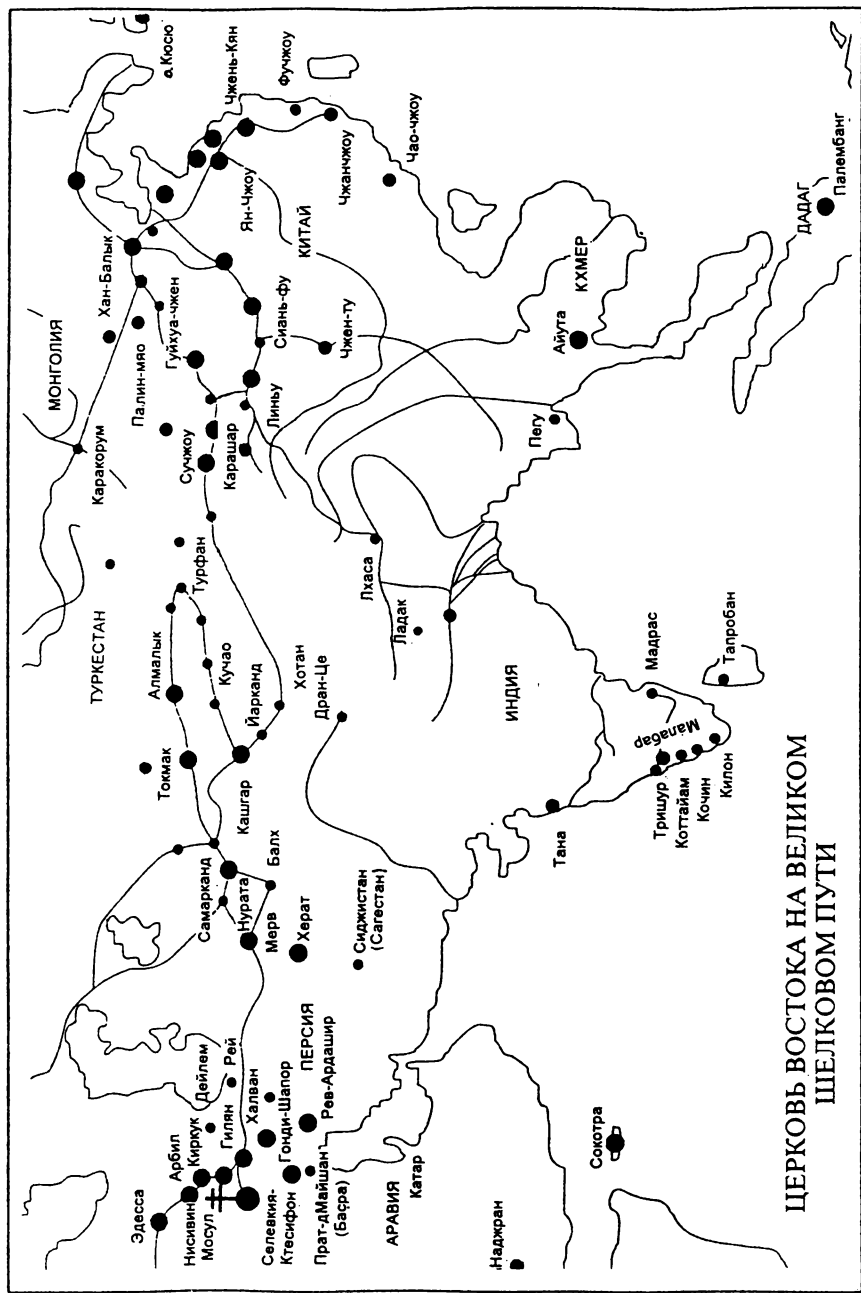 Эдесса
Нисивин
Мосул
Арбил
Киркук
Гилян
Дейлем
Рей
Халван
Селевкия-
Ктесифон
Гонди-Шапор
Прат-дМайшан
(Басра)
ПЕРСИЯ
Рев-Ардашир
АРАВИЯ
Катар
Наджран
Сокотра
Самарканд
Нурата
Мерв
Балх
Херат
Сиджистан
(Сагестан)
Токмак
Алмалык
ТУРКЕСТАН
Кашгар
Йарканд
Кучао
Турфан
Хотан
Дран-Це
Ладак
Лхаса
ИНДИЯ
Тана
Тришур
Коттайам
Кочин
Килон
Малабар
Мадрас
Тапробан
Каракорум
МОНГОЛИЯ
Хан-Балык
Палин-мяо
Гуйхуа-чжен
Сучжоу
Карашар
Линьу
Сиань-фу
Чжен-ту
КИТАЙ
Ян-Чжоу
Чжень-Кян
Фучжоу
Чжанчжоу
Чао-чжоу
о.Кюсю
Пегу
Айута
КХМЕР
ДАДАГ
Палембанг
ЦЕРКОВЬ ВОСТОКА НА ВЕЛИКОМ
ШЕЛКОВОМ ПУТИ